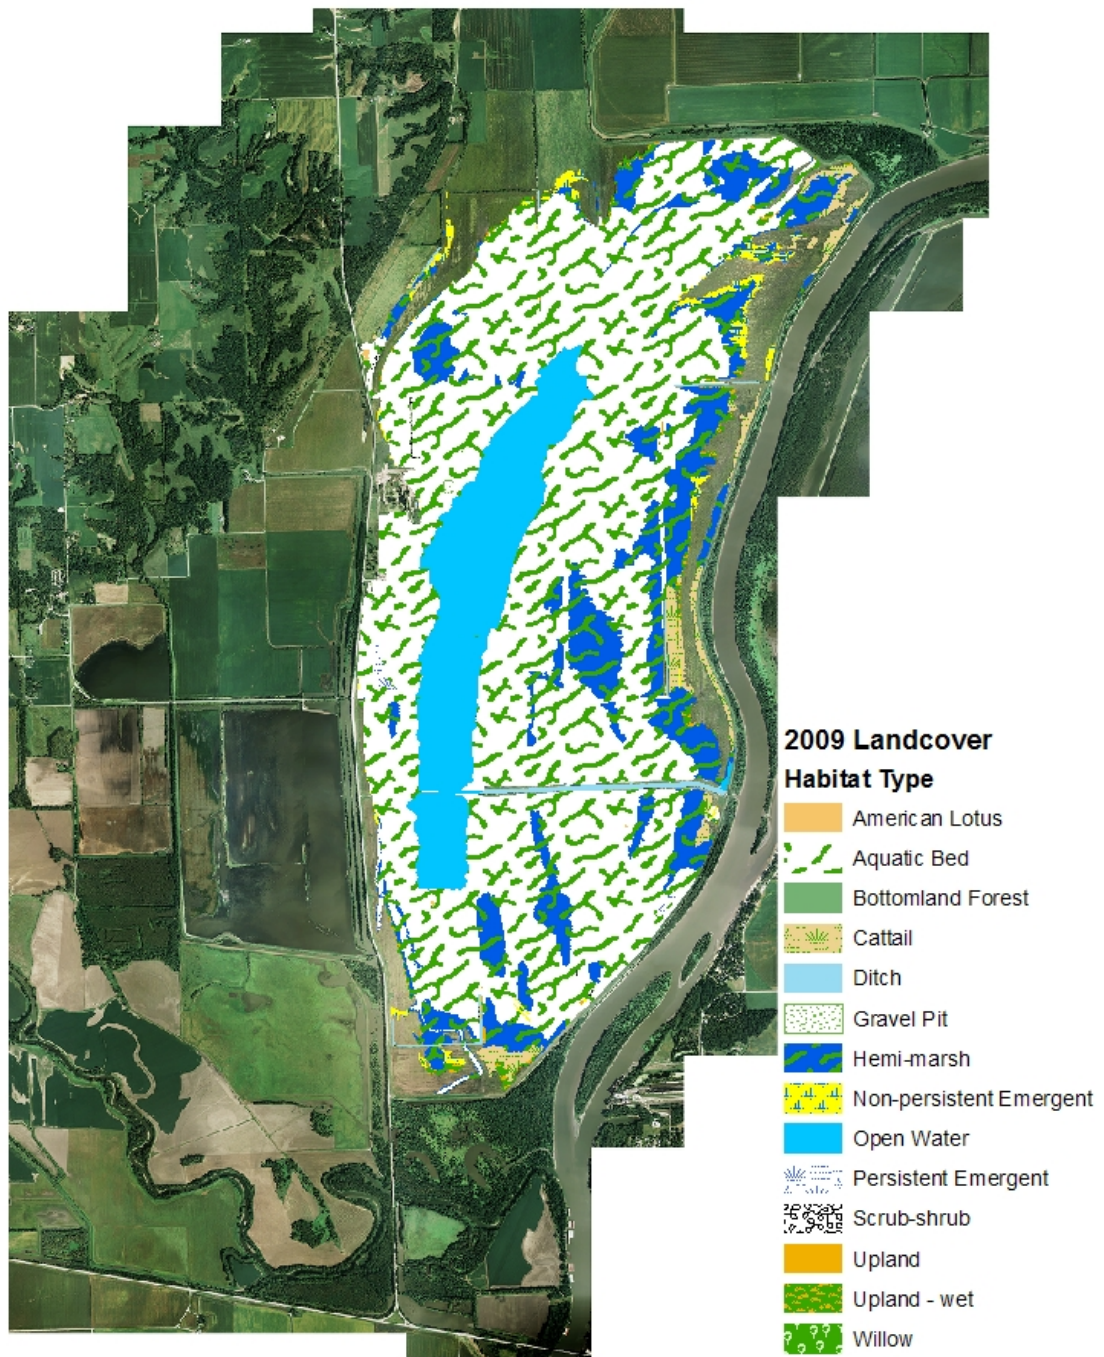 2009 Landcover
Habitat Type
American Lotus
Aquatic Bed
Bottomland Forest
Cattail
Ditch
Gravel Pit
Hemi-marsh
Non-persistent Emergent
Open Water
Persistent Emergent
Scrub-shrub
Upland
Upland - wet
Willow